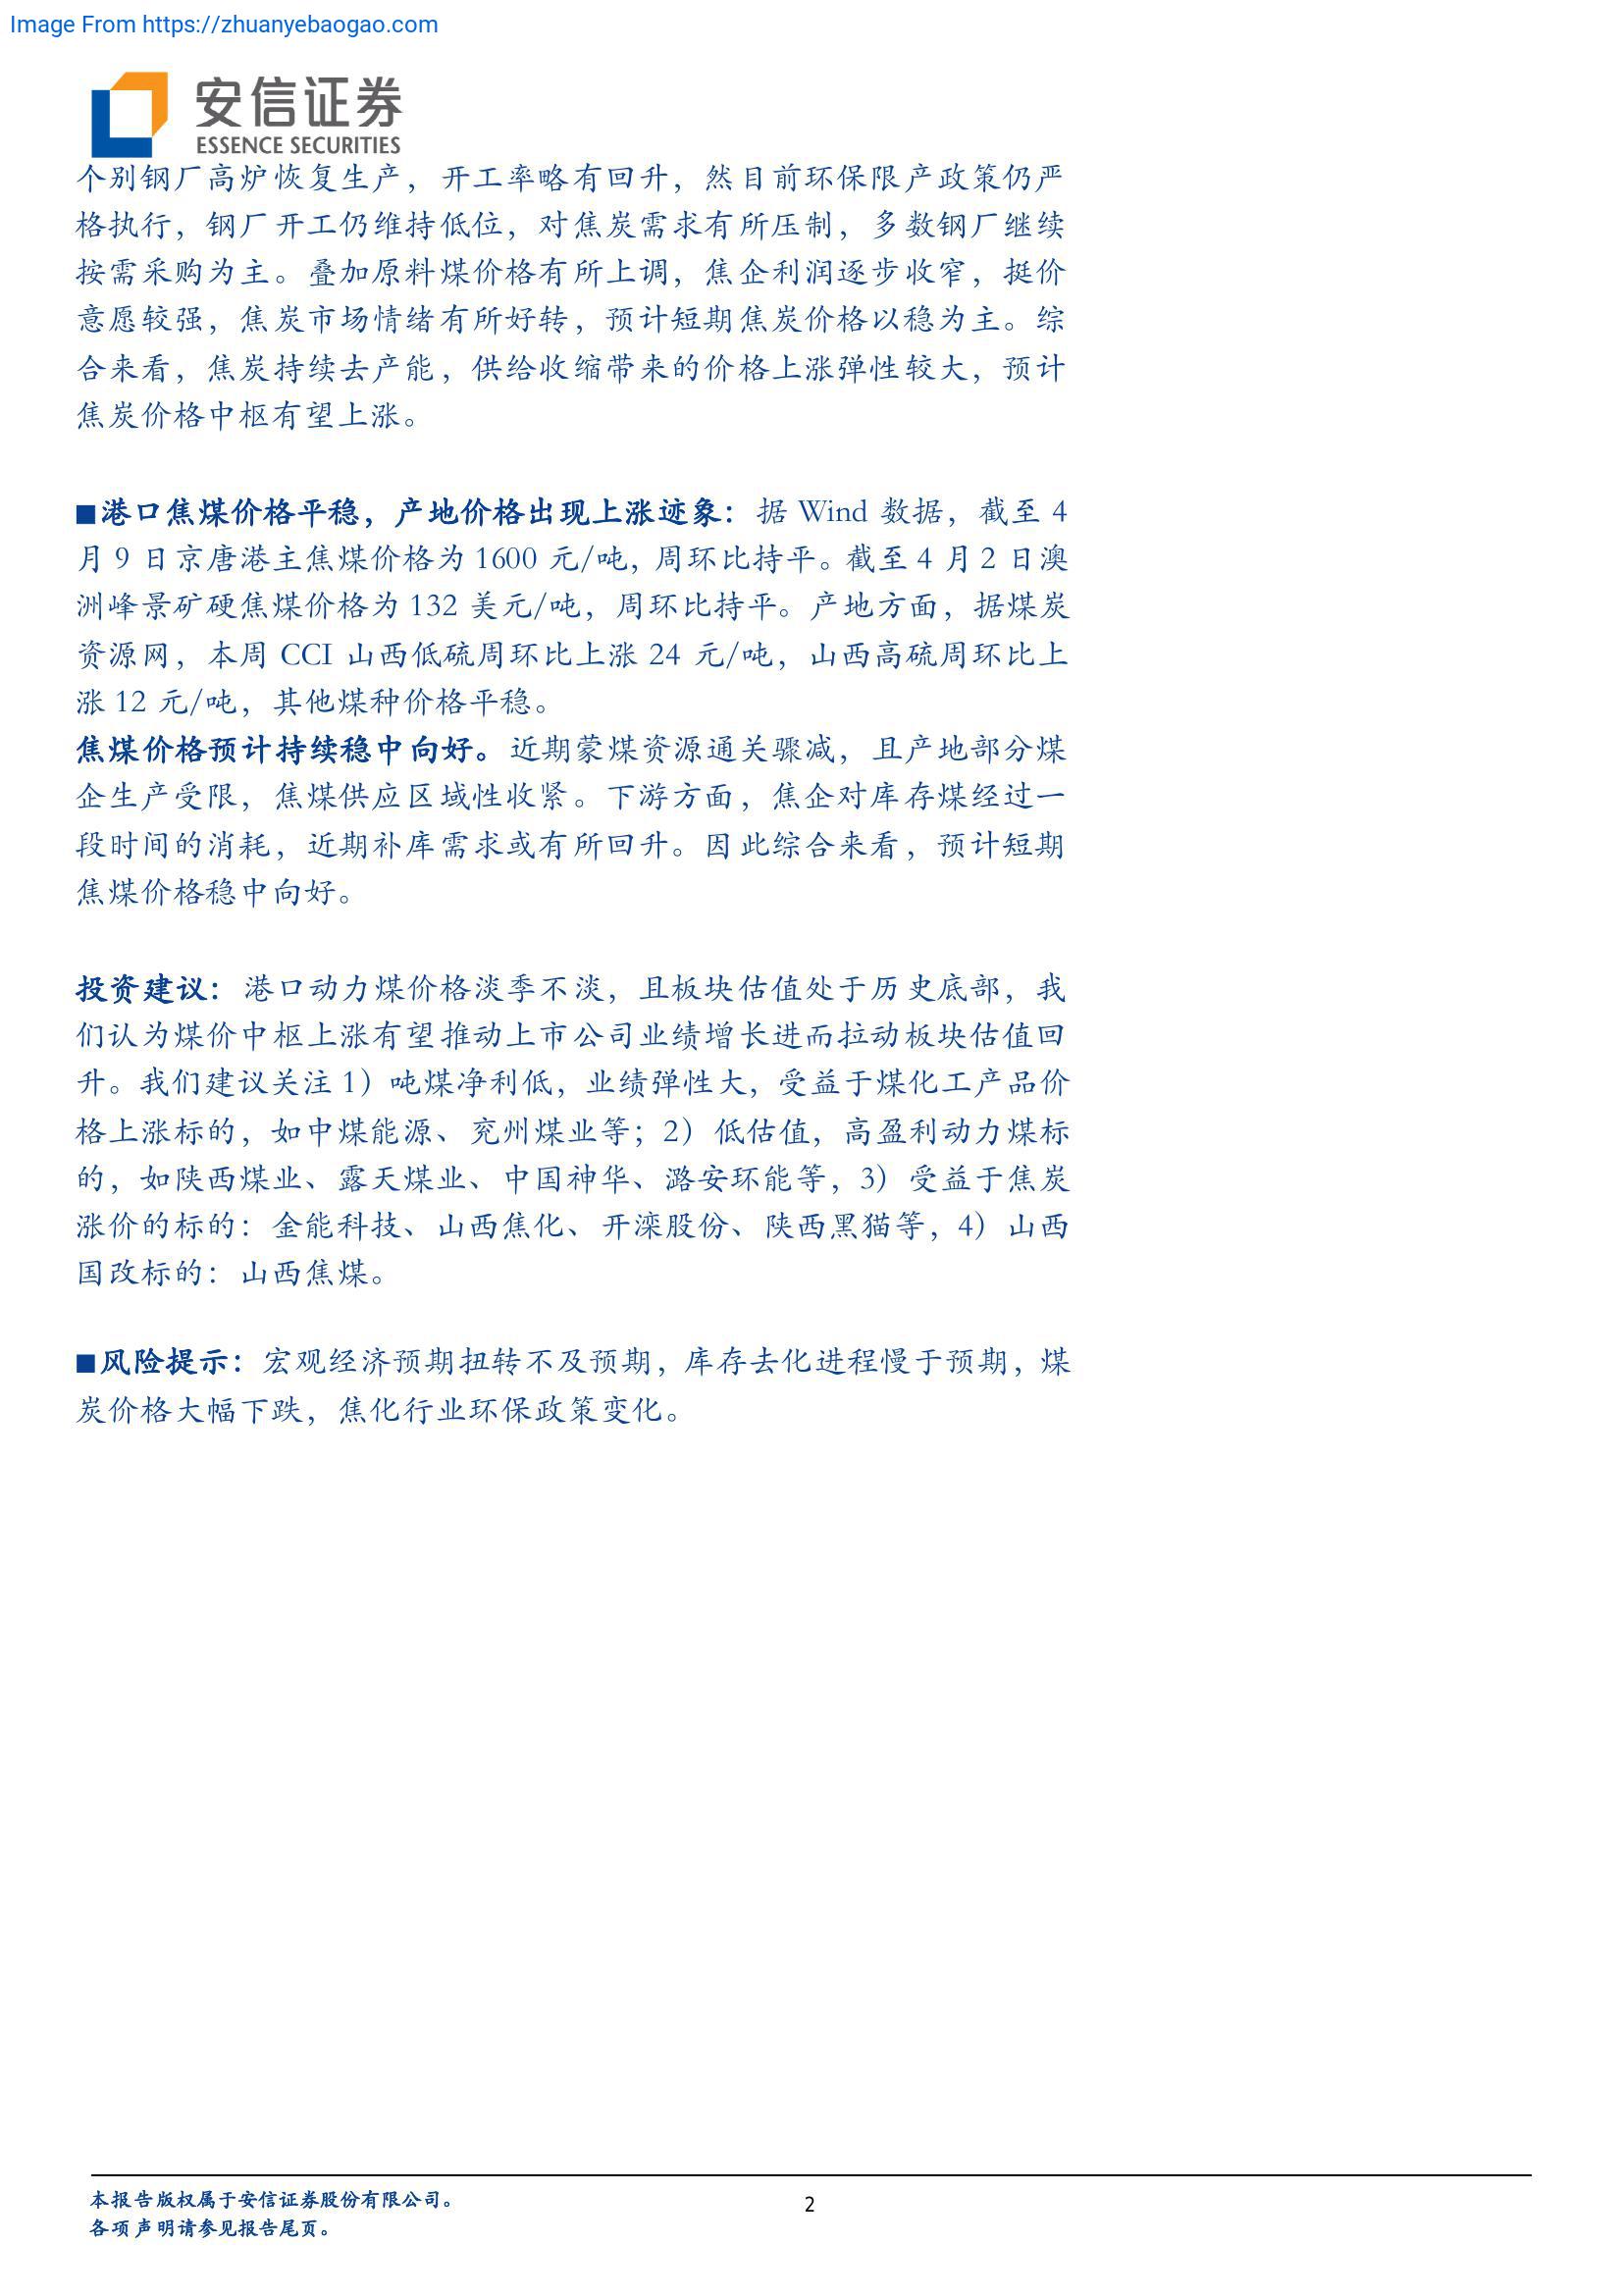 Image From https://zhuanyebaogao.com
安信证券
ESSENCE SECURITIES
个别钢厂高炉恢复生产，开工率略有回升，然目前环保限产政策仍严
格执行，钢厂开工仍维持低位，对焦炭需求有所压制，多数钢厂继续
按需采购为主。叠加原料煤价格有所上调，焦企利润逐步收窄，挺价
意愿较强，焦炭市场情绪有所好转，预计短期焦炭价格以稳为主。综
合来看，焦炭持续去产能，供给收缩带来的价格上涨弹性较大，预计
焦炭价格中枢有望上涨。
■港口焦煤价格平稳，产地价格出现上涨迹象：据 Wind 数据，截至 4
月 9 日京唐港主焦煤价格为 1600 元/吨，周环比持平。截至 4 月 2 日澳
洲峰景矿硬焦煤价格为 132 美元/吨，周环比持平。产地方面，据煤炭
资源网，本周 CCI 山西低硫周环比上涨 24 元/吨，山西高硫周环比上
涨 12 元/吨，其他煤种价格平稳。
焦煤价格预计持续稳中向好。近期蒙煤资源通关骤减，且产地部分煤
企生产受限，焦煤供应区域性收紧。下游方面，焦企对库存煤经过一
段时间的消耗，近期补库需求或有所回升。因此综合来看，预计短期
焦煤价格稳中向好。
投资建议：港口动力煤价格淡季不淡，且板块估值处于历史底部，我
们认为煤价中枢上涨有望推动上市公司业绩增长进而拉动板块估值回
升。我们建议关注 1）吨煤净利低，业绩弹性大，受益于煤化工产品价
格上涨标的，如中煤能源、兖州煤业等；2）低估值，高盈利动力煤标
的，如陕西煤业、露天煤业、中国神华、潞安环能等，3）受益于焦炭
涨价的标的：金能科技、山西焦化、开滦股份、陕西黑猫等，4）山西
国改标的：山西焦煤。
■风险提示：宏观经济预期扭转不及预期，库存去化进程慢于预期，煤
炭价格大幅下跌，焦化行业环保政策变化。
本报告版权属于安信证券股份有限公司。
各项声明请参见报告尾页。
2